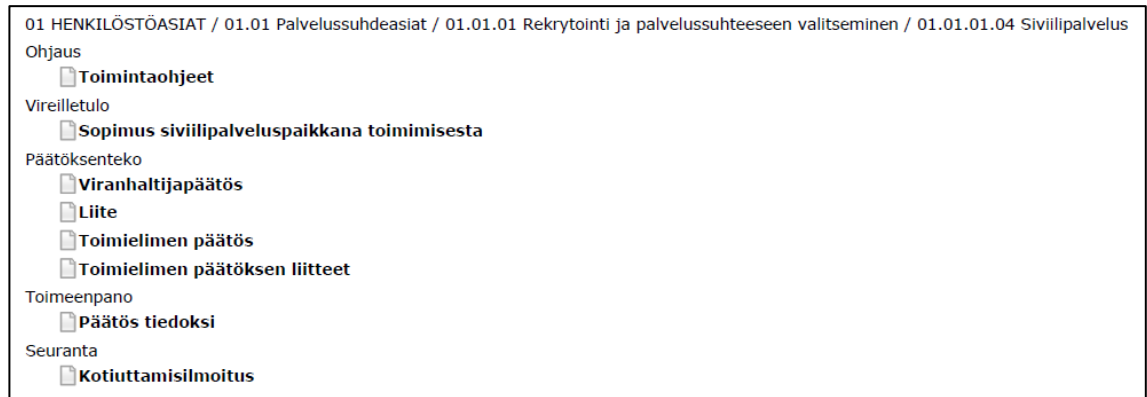 01 HENKILÖSTÖASIAT / 01.01 Palvelussuhdeasiat / 01.01.01 Rekrytointi ja palvelussuhteeseen valitseminen / 01.01.01.04 Siviilipalvelus
Ohjaus
Toimintaohjeet
Vireilletulo
Sopimus siviilipalveluspaikkana toimimisesta
Päätöksenteko
Viranhaltijapäätös
Liite
Toimielimen päätös
Toimielimen päätöksen liitteet
Toimeenpano
Päätös tiedoksi
Seuranta
Kotiuttamisilmoitus